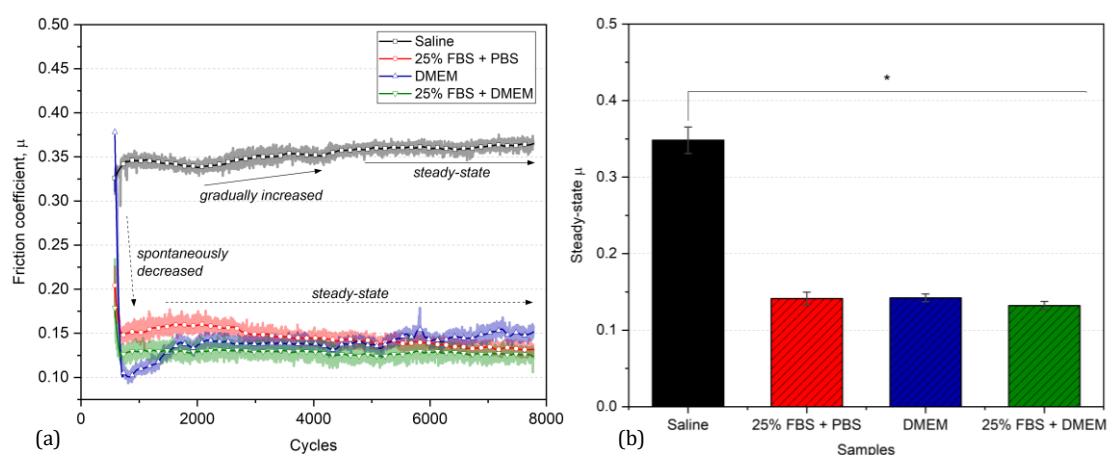 0.50
0.45
0.40
0.35
0.30
0.25
0.20
0.15
0.10
Friction coefficient, μ
Saline
25% FBS + PBS
DMEM
25% FBS + DMEM
gradually increased
steady-state
spontaneously
decreased
steady-state
0 2000 4000 6000 8000
Cycles
(a)
0.5
0.4
0.3
0.2
0.1
0.0
Steady-state μ
*
Saline 25% FBS + PBS DMEM 25% FBS + DMEM
Samples
(b)